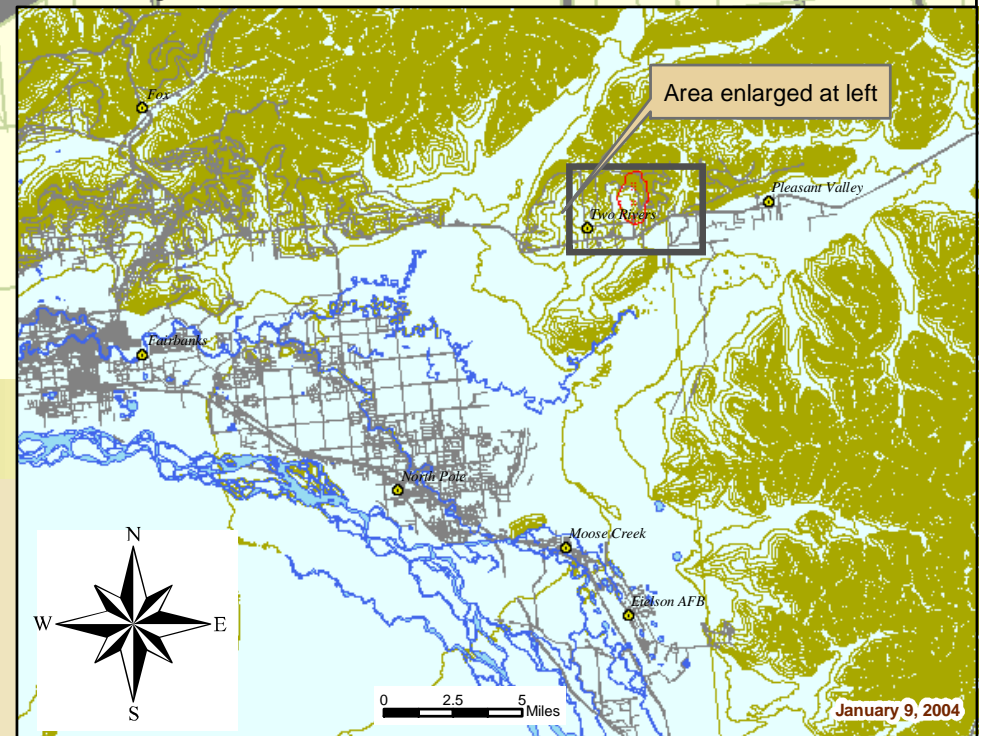 Fox
Area enlarged at left
Pleasant Valley
Two Rivers
Fairbanks
North Pole
Moose Creek
Eielson AFB
N
W E
S
0 2.5 5
Miles
January 9, 2004